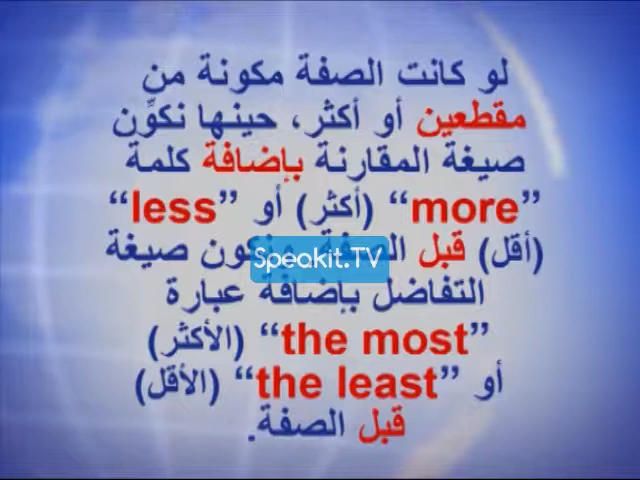 لو كانت الصفة مكونة من
مقطعين أو أكثر، حينها نكوِّن
صيغة المقارنة بإضافة كلمة
“more” (أكثر) أو “less”
(أقل) قبل الصفة. ونكون صيغة
Speakit.TV
التفاضل بإضافة عبارة
“the most” (الأكثر)
أو “the least” (الأقل)
قبل الصفة.